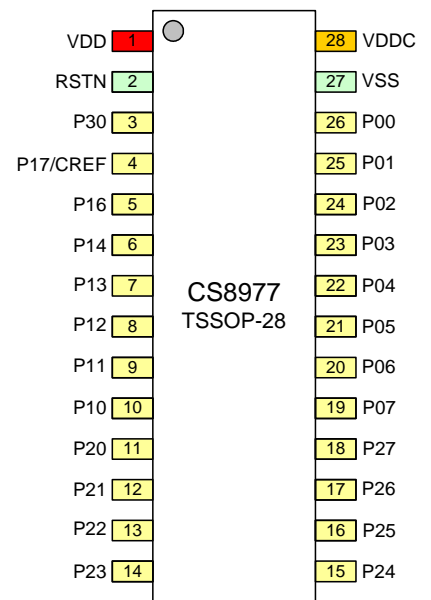 VDD 1 28 VDDC
RSTN 2 27 VSS
P30 3 26 P00
P17/CREF 4 25 P01
P16 5 24 P02
P14 6 23 P03
P13 7 CS8977 22 P04
P12 8 TSSOP-28 21 P05
P11 9 20 P06
P10 10 19 P07
P20 11 18 P27
P21 12 17 P26
P22 13 16 P25
P23 14 15 P24